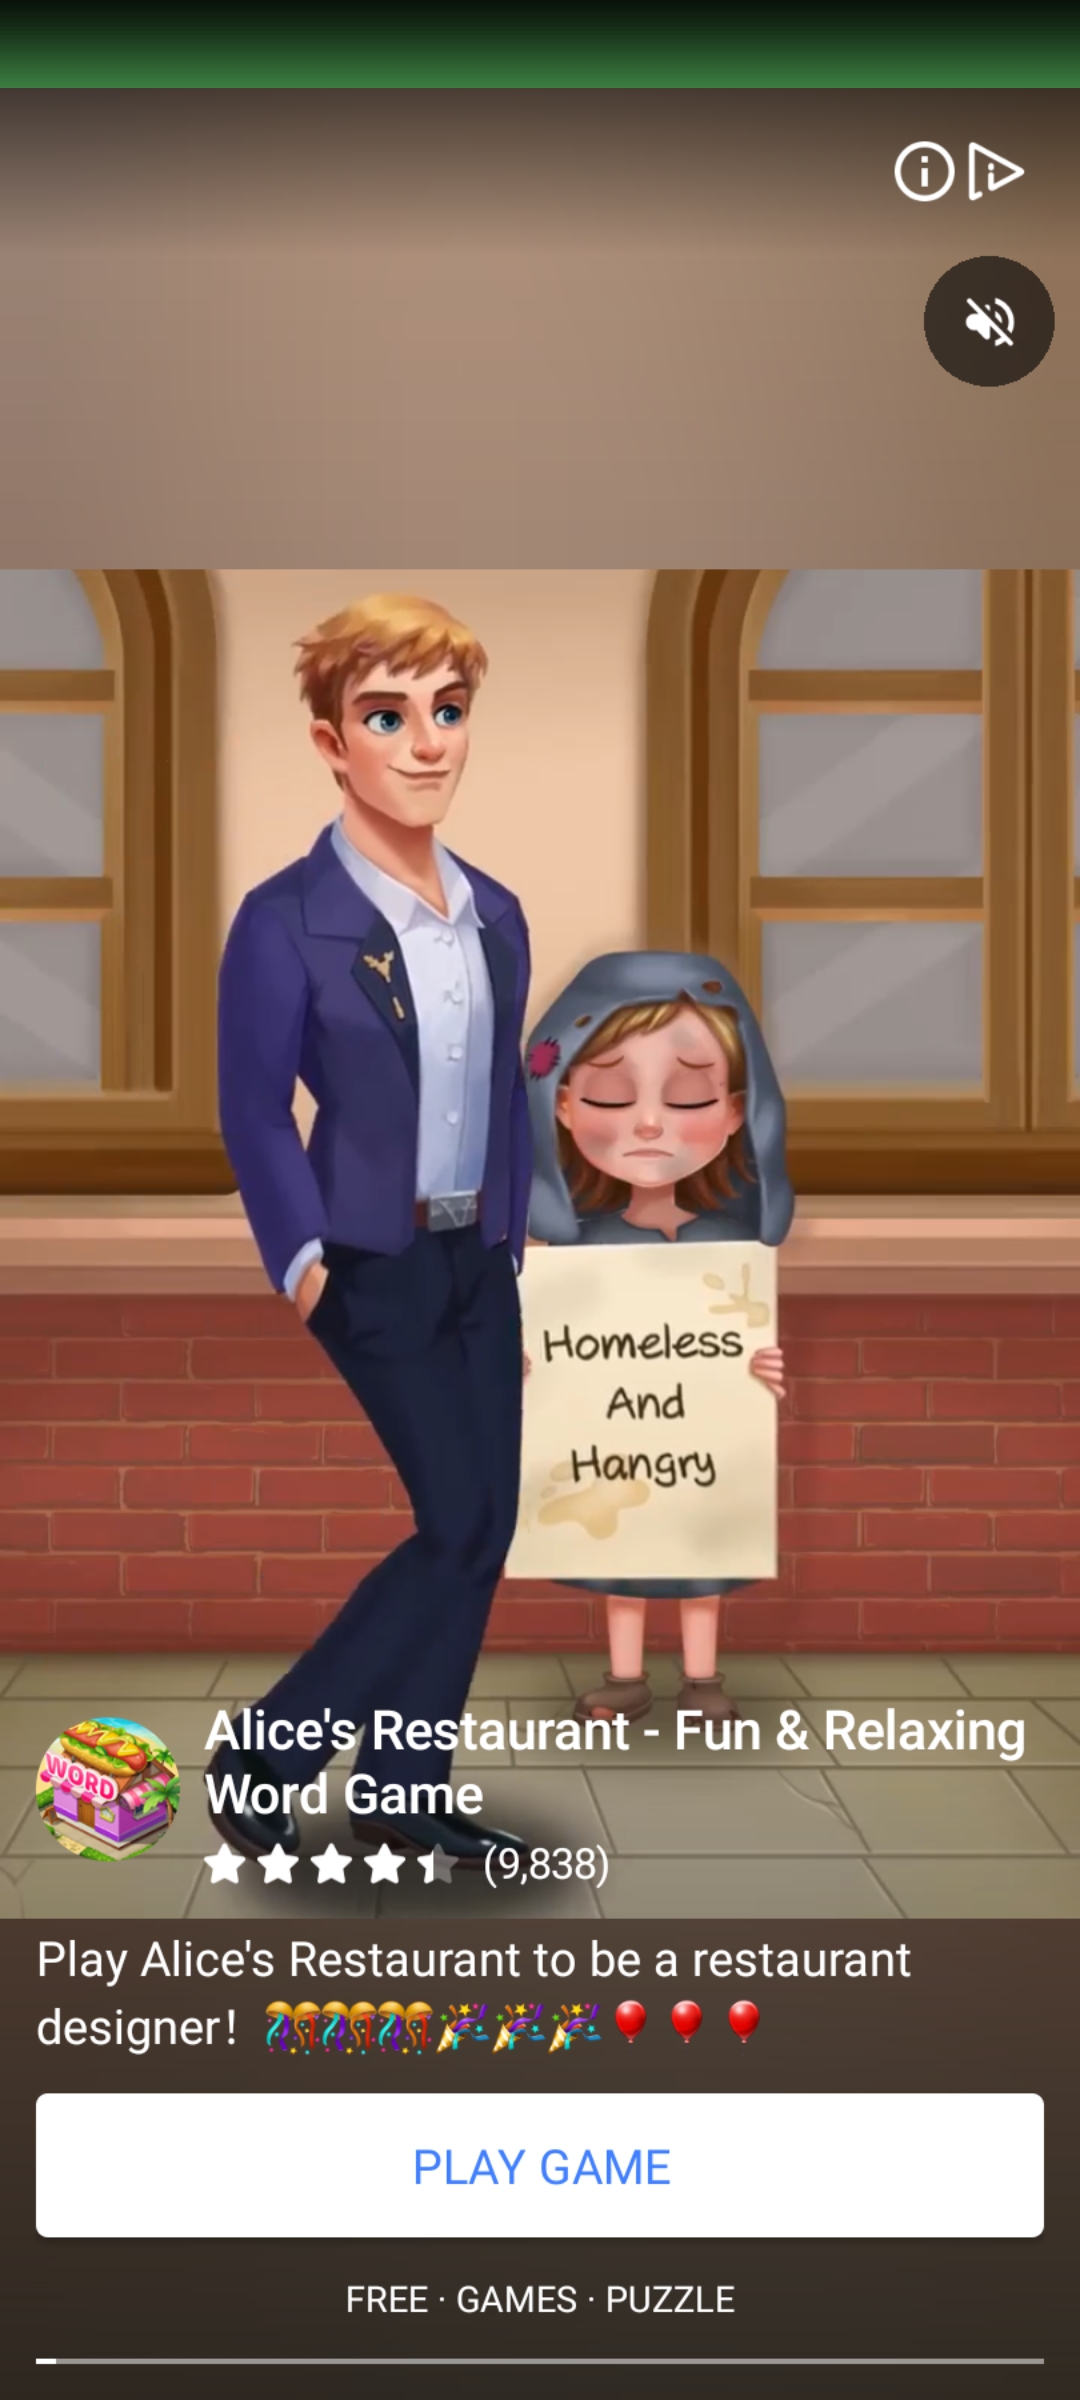 Homeless
And
Hangry
WORD
Alice's Restaurant - Fun & Relaxing
Word Game
(9,838)
Play Alice's Restaurant to be a restaurant
designer! 🎊🎊🎊🎉🎉🎉🎈🎈🎈
PLAY GAME
FREE · GAMES · PUZZLE